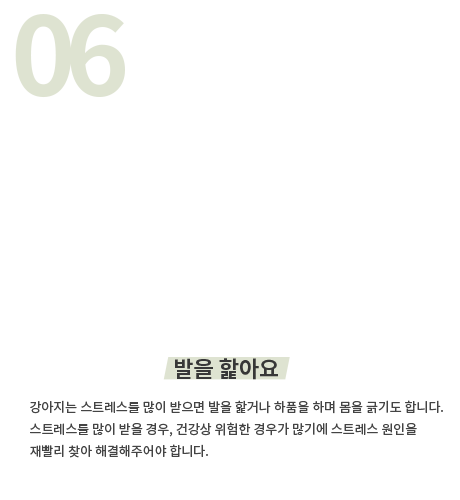 06
발을 핥아요
강아지는 스트레스를 많이 받으면 발을 핥거나 하품을 하며 몸을 긁기도 합니다.
스트레스를 많이 받을 경우, 건강상 위험한 경우가 많기에 스트레스 원인을
재빨리 찾아 해결해주어야 합니다.